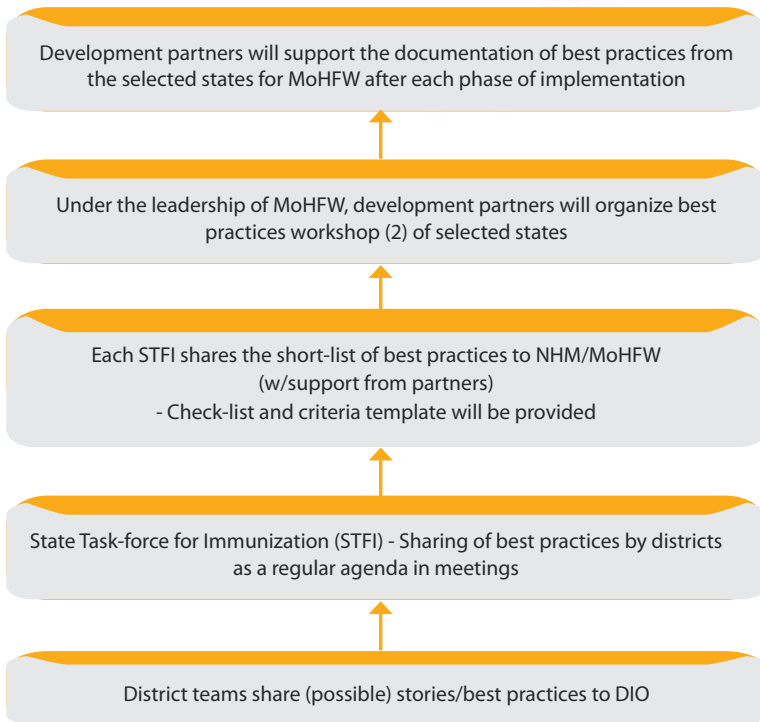 Development partners will support the documentation of best practices from
the selected states for MoHFW after each phase of implementation
Under the leadership of MoHFW, development partners will organize best
practices workshop (2) of selected states
Each STFI shares the short-list of best practices to NHM/MoHFW
(w/support from partners)
- Check-list and criteria template will be provided
State Task-force for Immunization (STFI) - Sharing of best practices by districts
as a regular agenda in meetings
District teams share (possible) stories/best practices to DIO